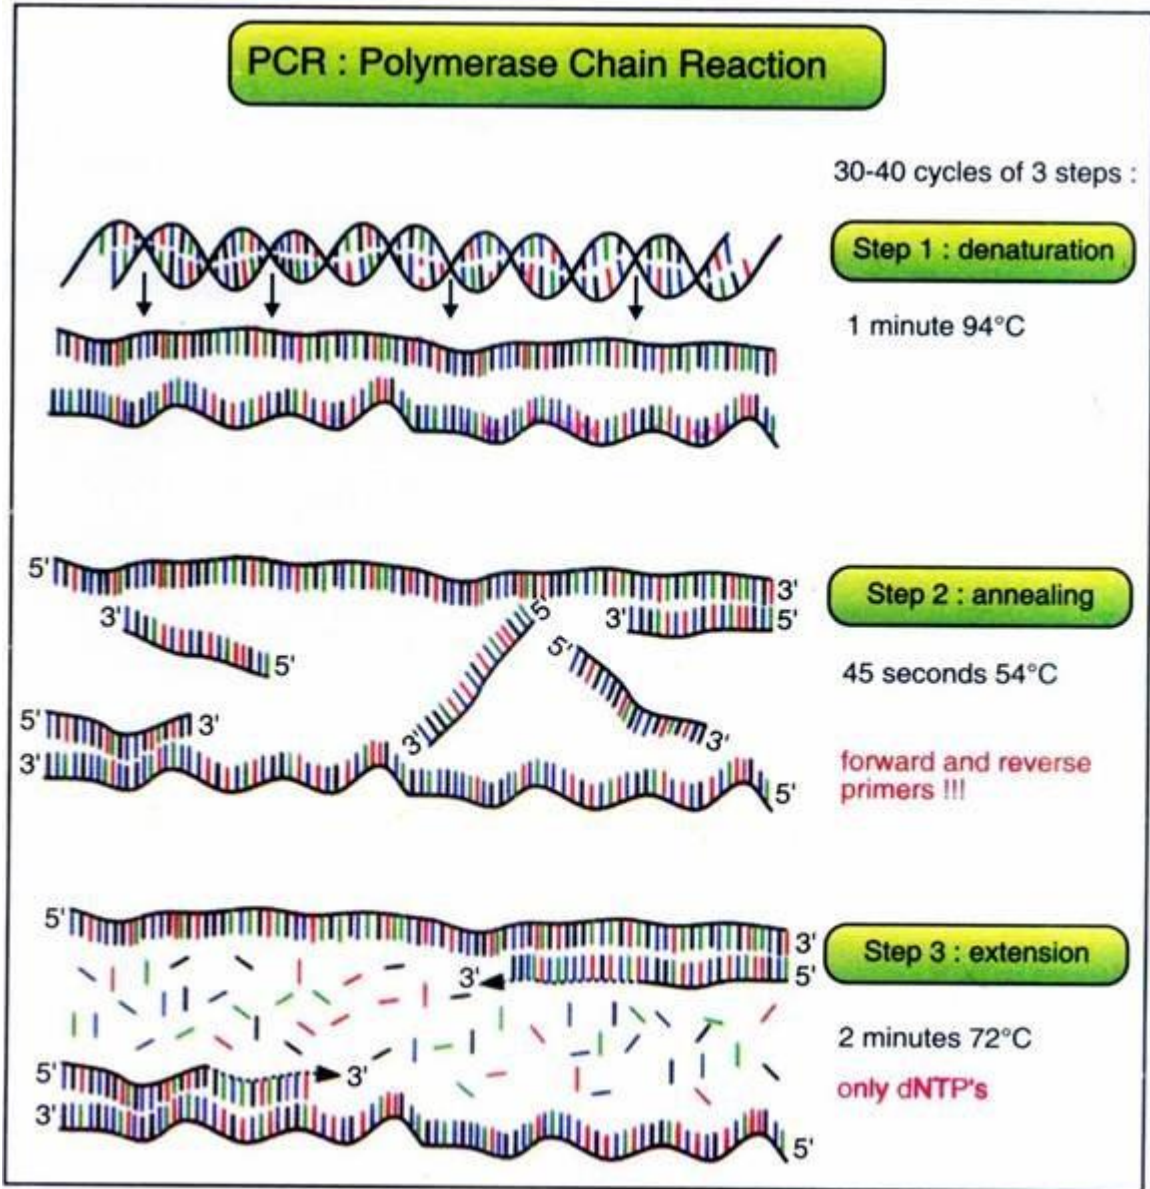 PCR : Polymerase Chain Reaction
30-40 cycles of 3 steps :
Step 1 : denaturation
1 minute 94°C
5'
3'
3'
5'
3'
5'
5
3'
5'
3'
5'
3'
3'
5'
Step 2 : annealing
45 seconds 54°C
forward and reverse
primers !!!
5'
3'
3'
5'
5'
3'
3'
5'
Step 3 : extension
2 minutes 72°C
only dNTP's